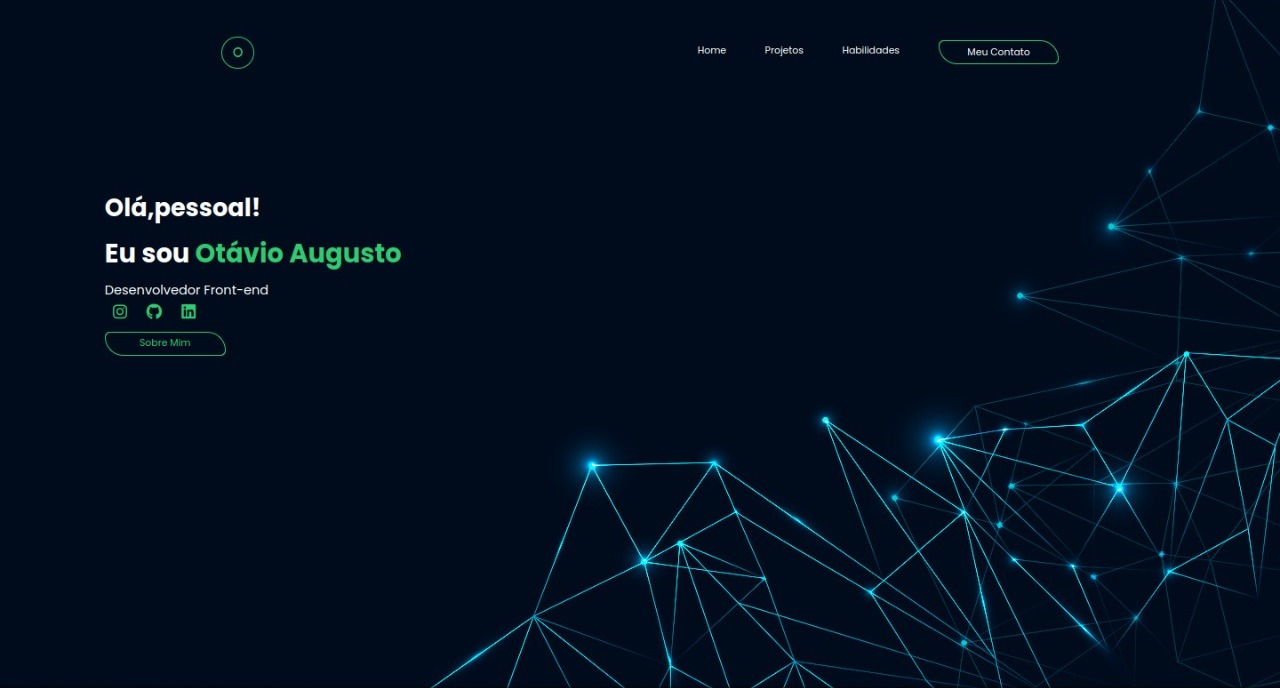 Home Projetos Habilidades Meu Contato
Olá,pessoal!
Eu sou Otávio Augusto
Desenvolvedor Front-end
Sobre Mim